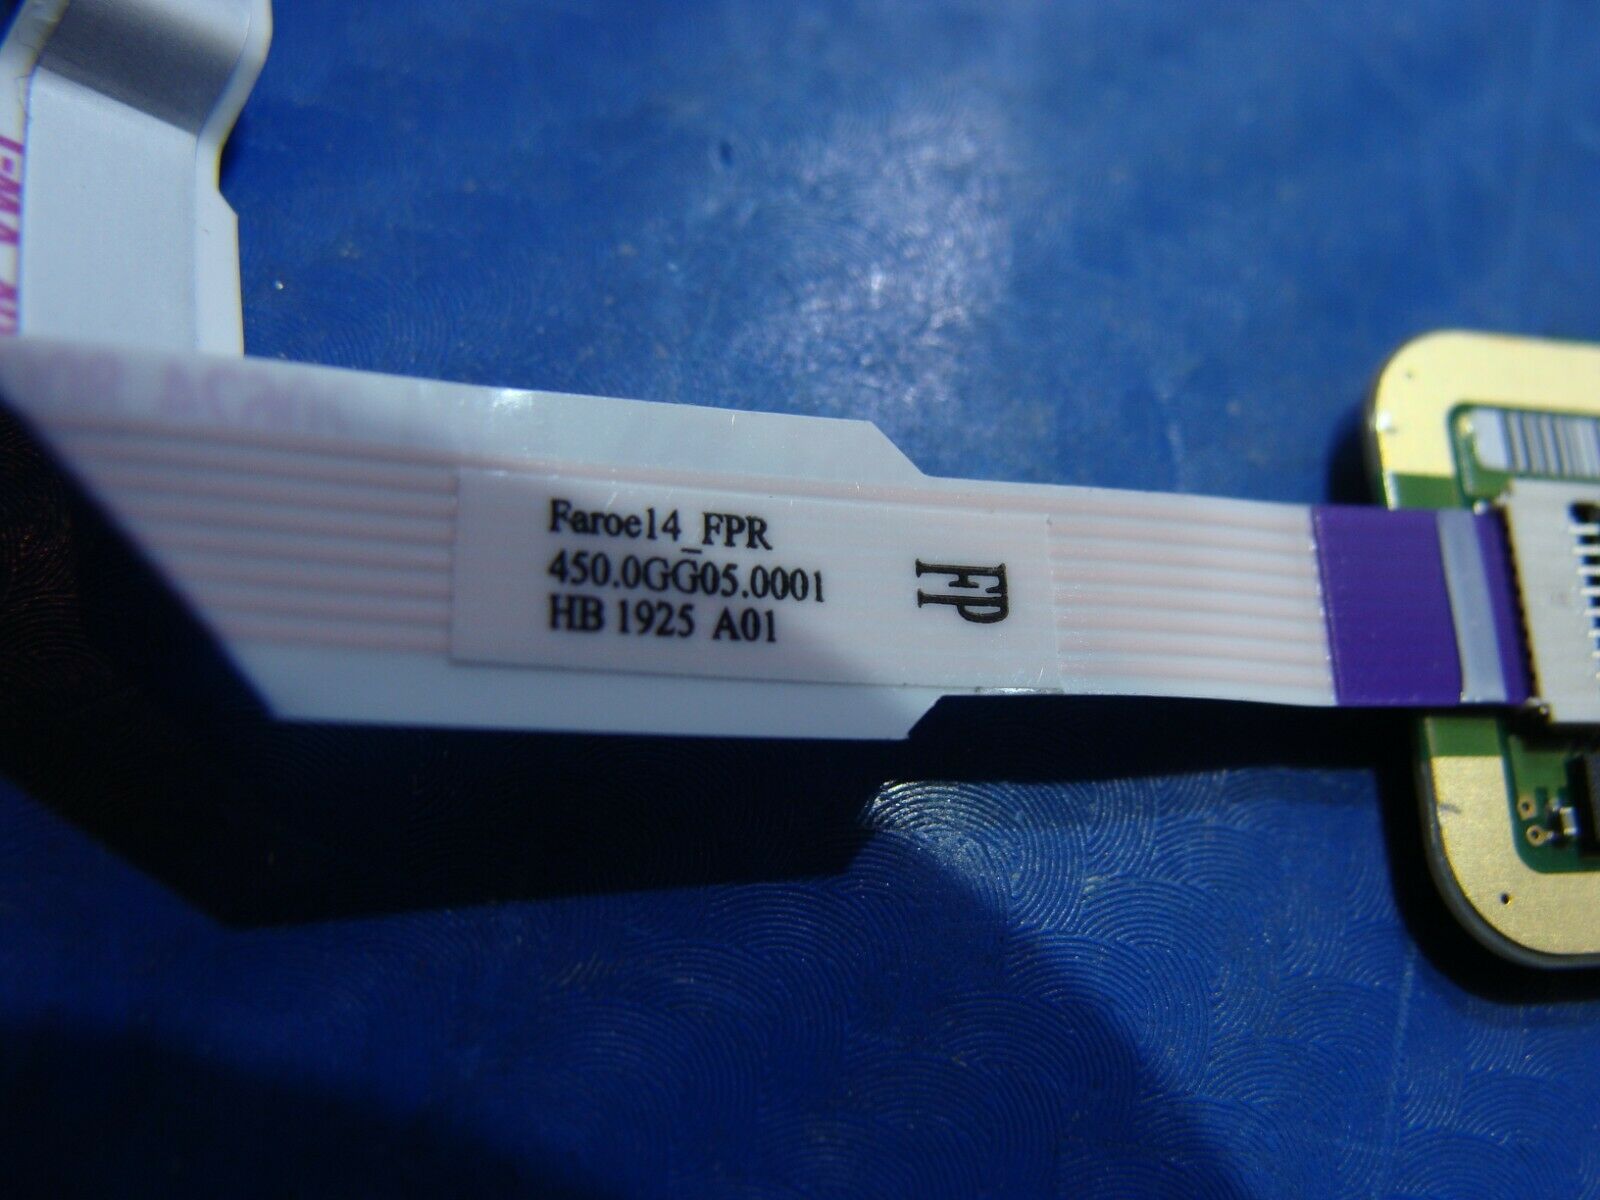 Faroe14_FPR
450.0GG05.0001
HB 1925 A01
FP